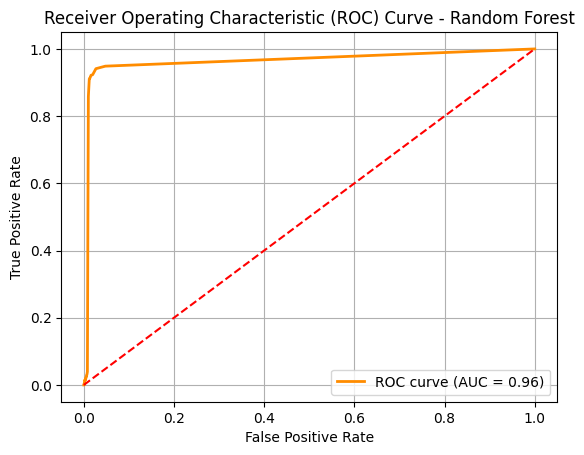 Receiver Operating Characteristic (ROC) Curve - Random Forest
True Positive Rate
1.0
0.8
0.6
0.4
0.2
0.0
ROC curve (AUC = 0.96)
0.0 0.2 0.4 0.6 0.8 1.0
False Positive Rate